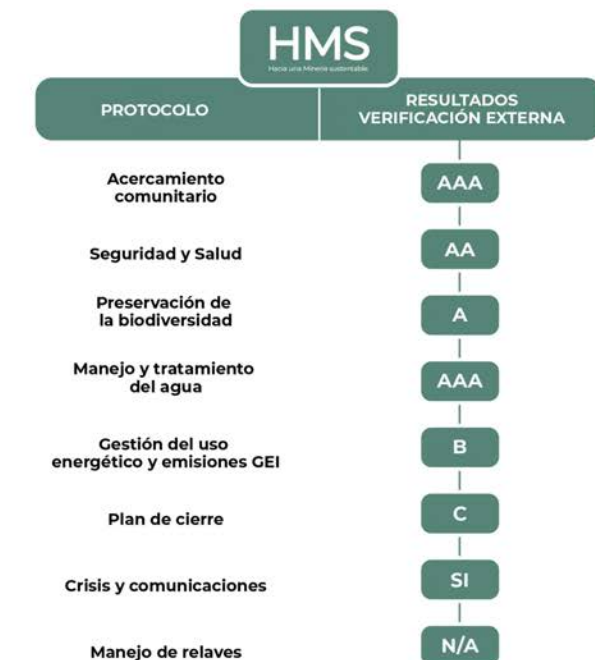 HMS
Hacia una Minería sustentable
PROTOCOLO
RESULTADOS
VERIFICACIÓN EXTERNA
Acercamiento
comunitario
AAA
Seguridad y Salud
AA
Preservación de
la biodiversidad
A
Manejo y tratamiento
del agua
AAA
Gestión del uso
energético y emisiones GEI
B
Plan de cierre
C
Crisis y comunicaciones
SI
Manejo de relaves
N/A